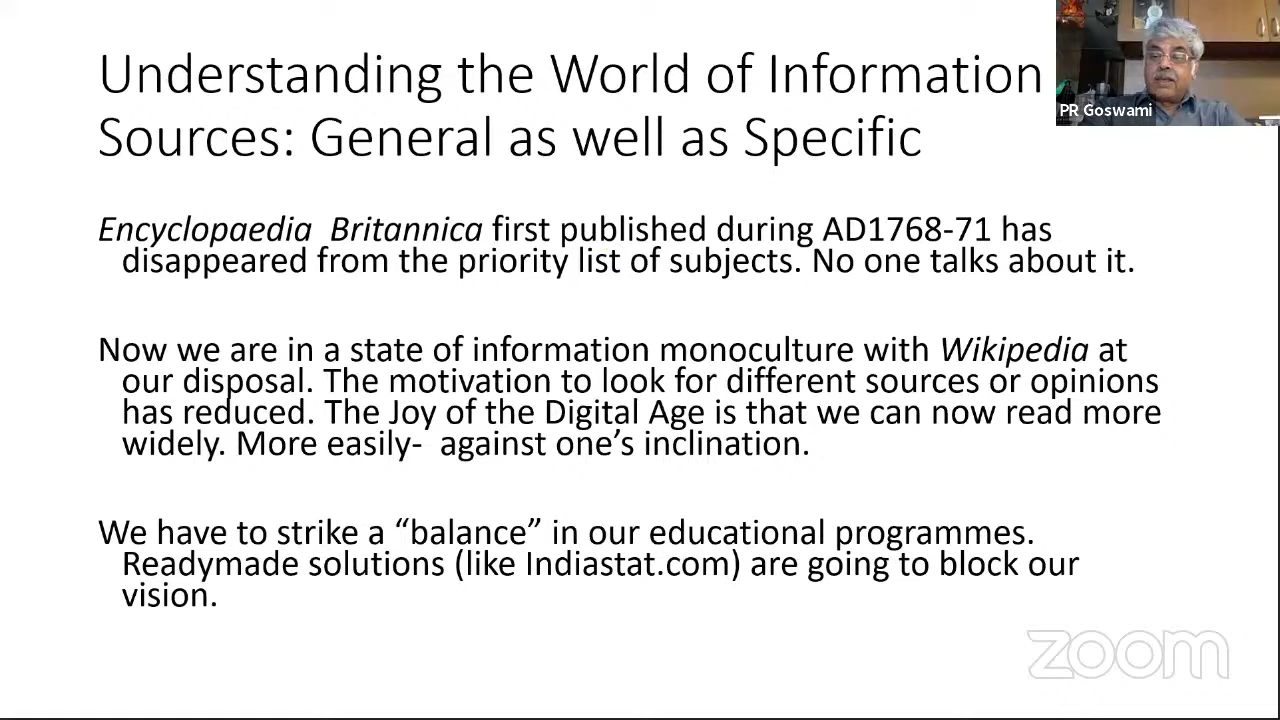 Understanding the World of Information
Sources: General as well as Specific
PR Goswami
Encyclopaedia  Britannica first published during AD1768-71 has
disappeared from the priority list of subjects. No one talks about it.
Now we are in a state of information monoculture with Wikipedia at
our disposal. The motivation to look for different sources or opinions
has reduced. The Joy of the Digital Age is that we can now read more
widely. More easily-  against one’s inclination.
We have to strike a “balance” in our educational programmes.
Readymade solutions (like Indiastat.com) are going to block our
vision.
zoom